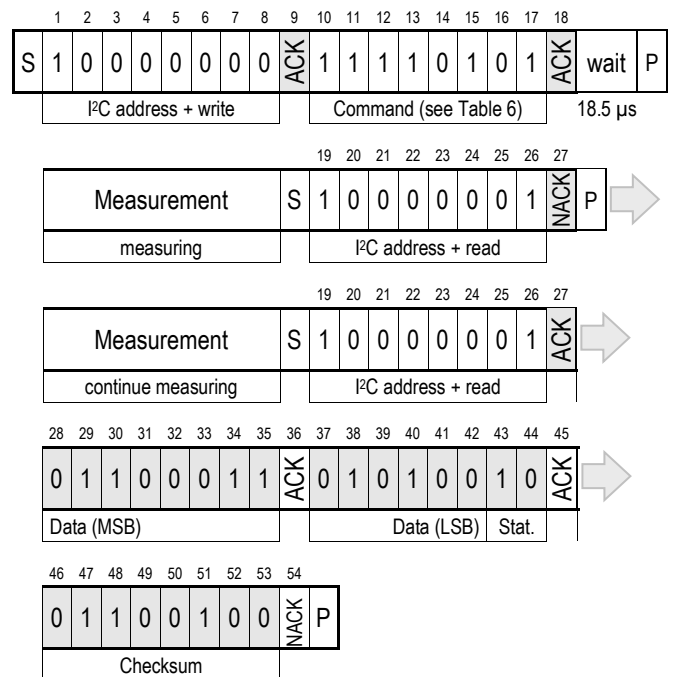 1 2 3 4 5 6 7 8 9 10 11 12 13 14 15 16 17 18
S 1 0 0 0 0 0 0 0 ACK 1 1 1 1 0 1 0 1 ACK wait P
I²C address + write Command (see Table 6) 18.5 µs
19 20 21 22 23 24 25 26 27
Measurement S 1 0 0 0 0 0 0 1 NACK P
measuring I²C address + read
19 20 21 22 23 24 25 26 27
Measurement S 1 0 0 0 0 0 0 1 ACK
continue measuring I²C address + read
28 29 30 31 32 33 34 35 36 37 38 39 40 41 42 43 44 45
0 1 1 0 0 0 1 1 ACK 0 1 0 1 0 0 1 0 ACK
Data (MSB) Data (LSB) Stat.
46 47 48 49 50 51 52 53 54
0 1 1 0 0 1 0 0 NACK P
Checksum